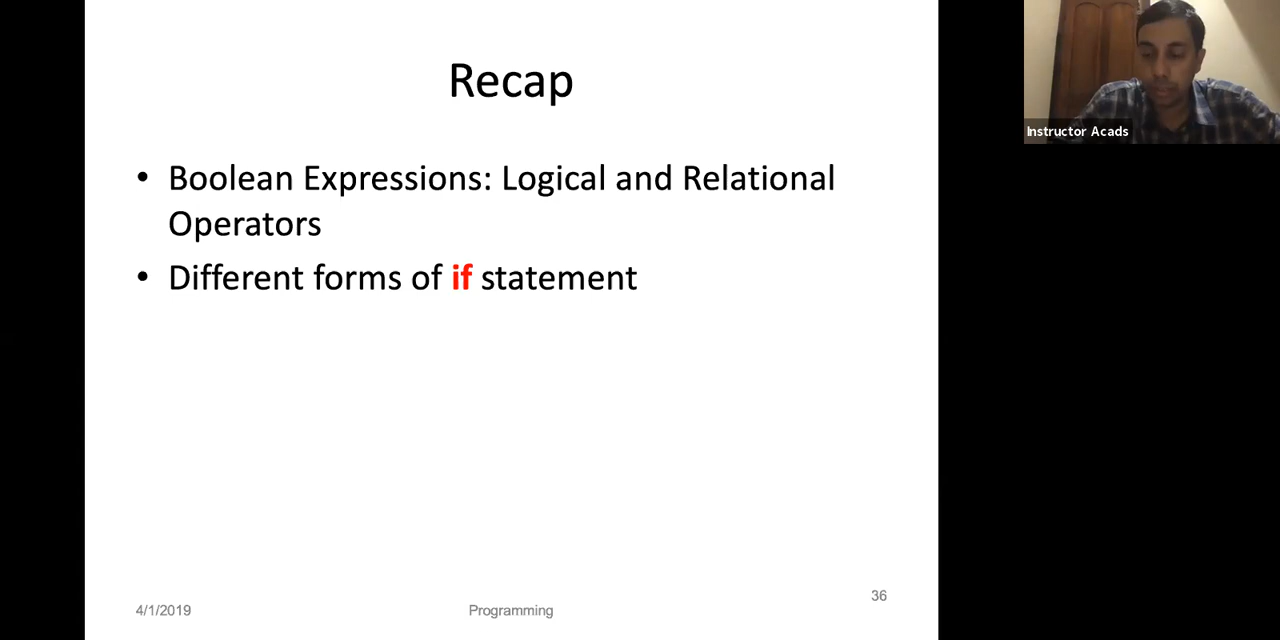 Recap
• Boolean Expressions: Logical and Relational
Operators
• Different forms of if statement
4/1/2019
Programming
36
Instructor Acads